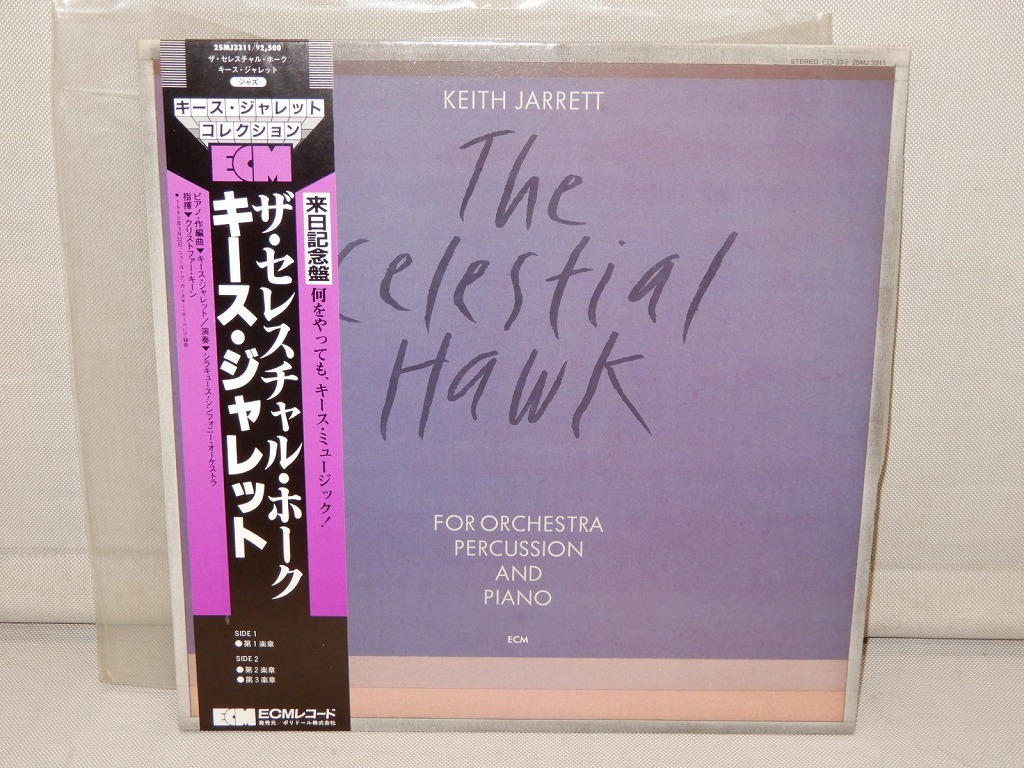 25MJ3311/¥2,500
ザ・セレスチャル・ホーク
キース・ジャレット
ジャズ
キース・ジャレット
コレクション
ECM
来日記念盤 何をやっても、キース・ミュージック!
ザ・セレスチャル・ホーク
キース・ジャレット
ピアノ・作編曲▼キース・ジャレット/演奏▼シラキュース・シンフォニー・オーケストラ
指揮▼クリストファー・キーン
SIDE 1
●第1楽章
SIDE 2
●第2楽章
●第3楽章
ECM ECMレコード
発売元/ポリドール株式会社
STEREO 33⅓ 25MJ3311
KEITH JARRETT
The
Celestial
Hawk
FOR ORCHESTRA
PERCUSSION
AND
PIANO
ECM